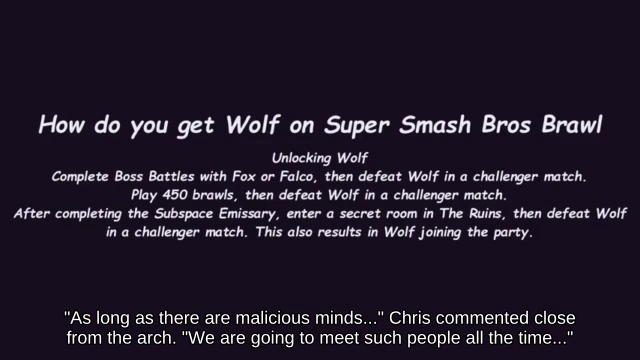 How do you get Wolf on Super Smash Bros Brawl
Unlocking Wolf
Complete Boss Battles with Fox or Falco, then defeat Wolf in a challenger match.
Play 450 brawls, then defeat Wolf in a challenger match.
After completing the Subspace Emissary, enter a secret room in The Ruins, then defeat Wolf
in a challenger match. This also results in Wolf joining the party.
"As long as there are malicious minds..." Chris commented close
from the arch. "We are going to meet such people all the time..."